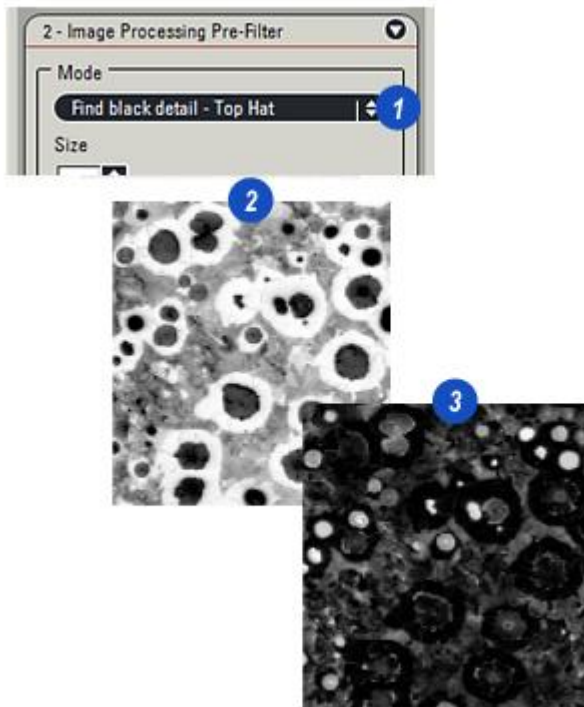 2 - Image Processing Pre-Filter
Mode
Find black detail - Top Hat
1
Size
2
3